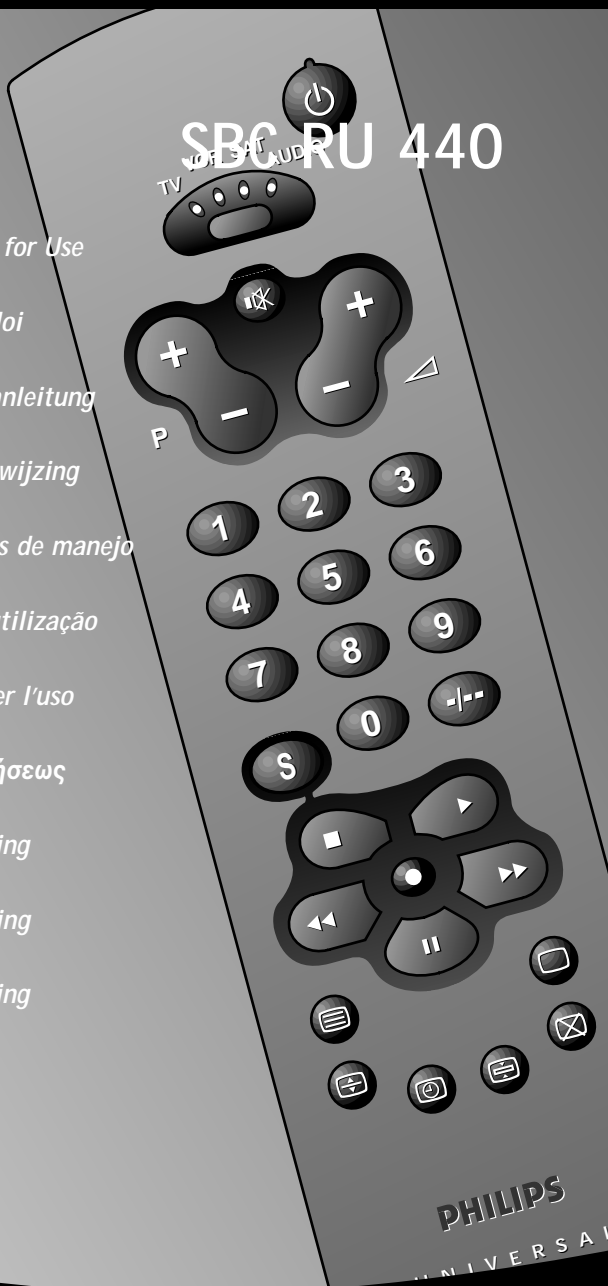 SBC RU 440
TV VCR SAT AUDIO
for Use
loi
nleitung
wijzing
s de manejo
tilização
er l'uso
ήσεως
ing
ing
ing
+ +
− −
P
1 2 3
4 5 6
7 8 9
0 -/--
S
PHILIPS
UNIVERSAL